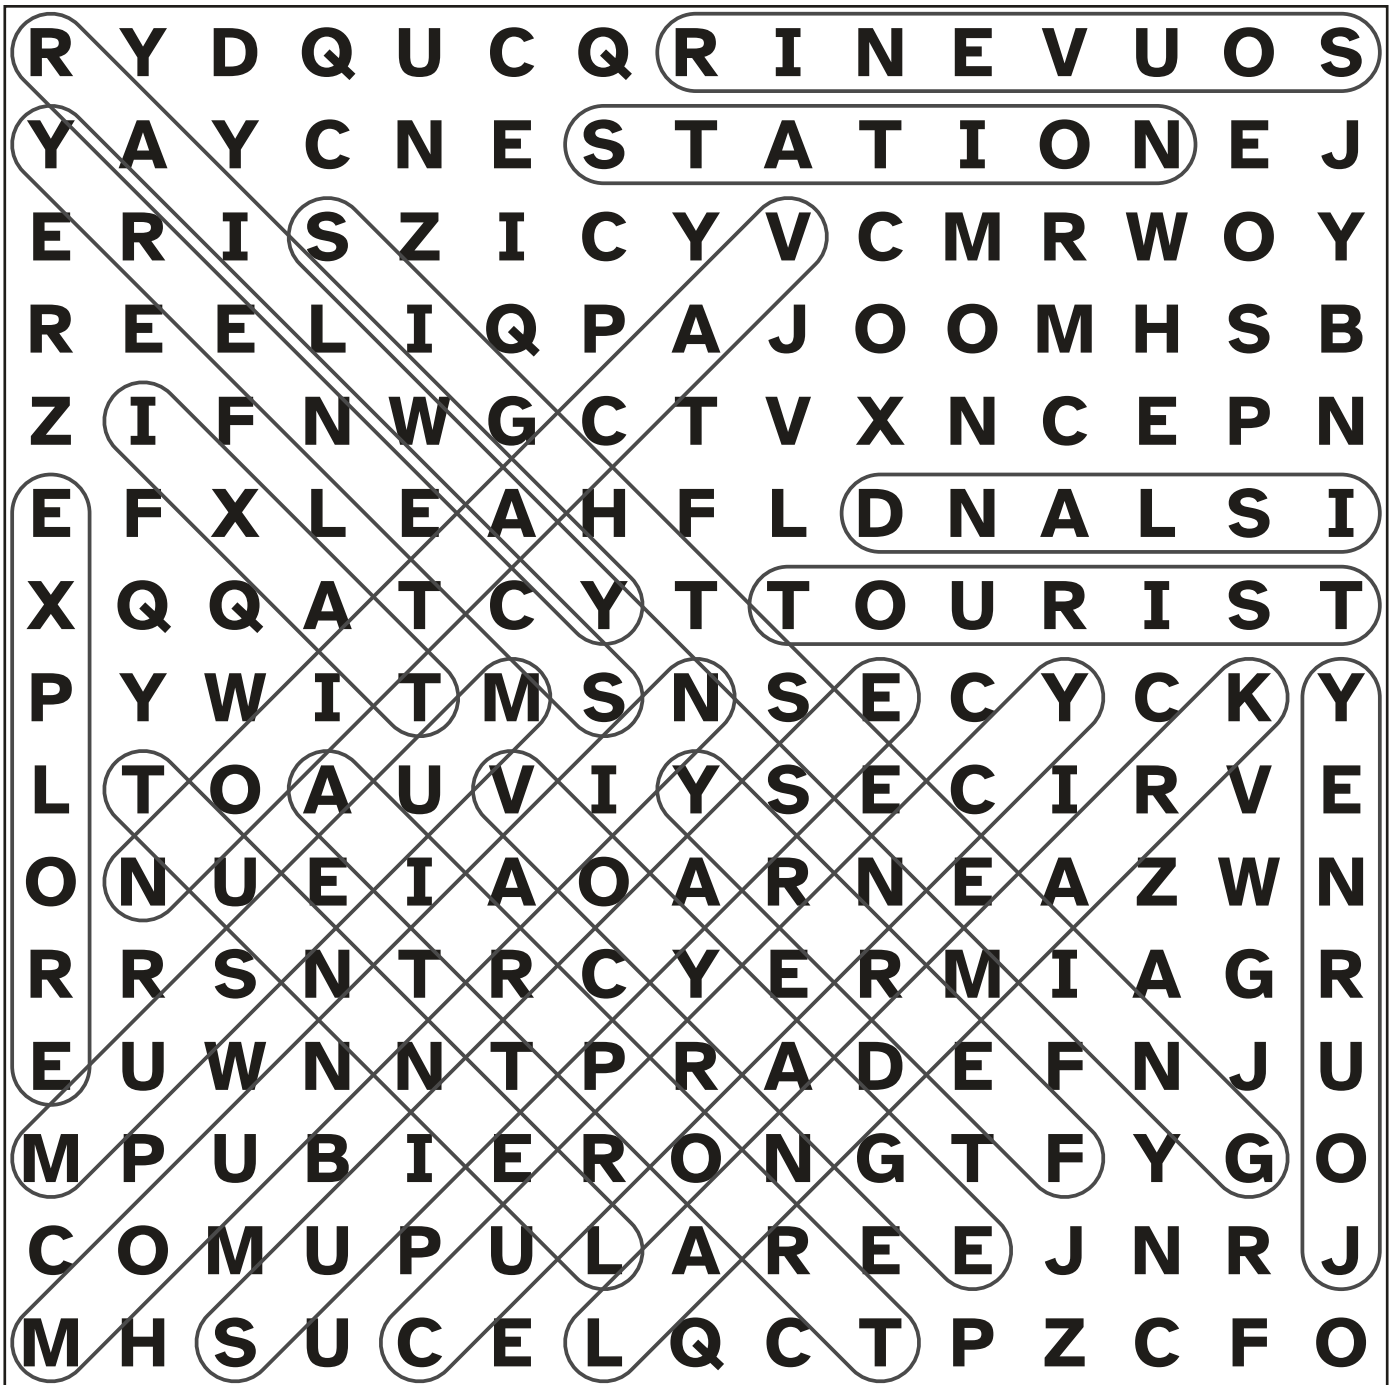 R Y D Q U C Q R I N E V U O S
Y A Y C N E S T A T I O N E J
E R I S Z I C Y V C M R W O Y
R E E L I Q P A J O O M H S B
Z I F N W G C T V X N C E P N
E F X L E A H F L D N A L S I
X Q Q A T C Y T T O U R I S T
P Y W I T M S N S E C Y C K Y
L T O A U V I Y S E C I R V E
O N U E I A O A R N E A Z W N
R R S N T R C Y E R M I A G R
E U W N N T P R A D E F N J U
M P U B I E R O N G T F Y G O
C O M U P U L A R E E J N R J
M H S U C E L Q C T P Z C F O